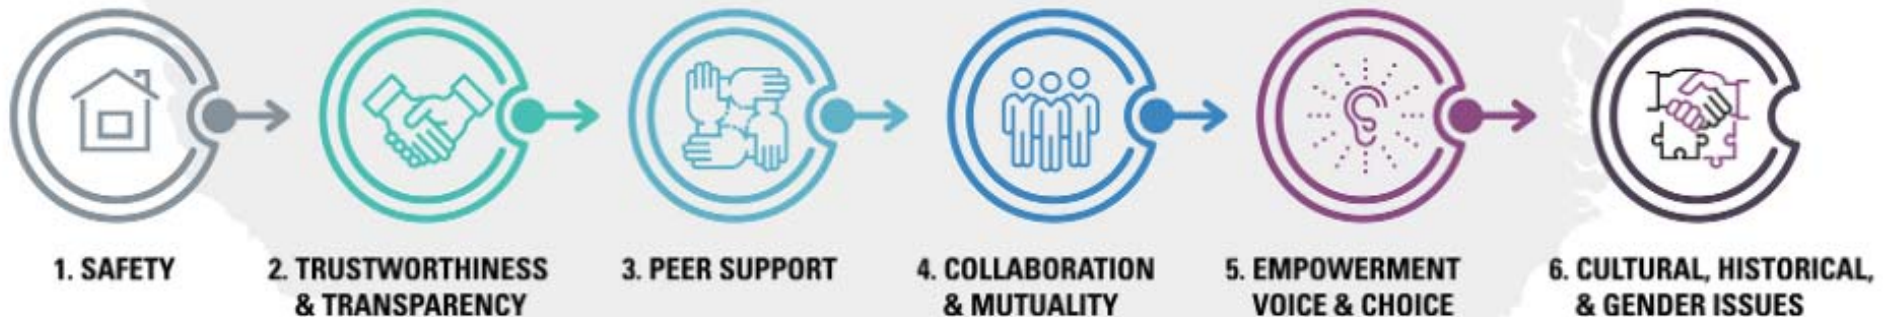 1. SAFETY
2. TRUSTWORTHINESS
& TRANSPARENCY
3. PEER SUPPORT
4. COLLABORATION
& MUTUALITY
5. EMPOWERMENT
VOICE & CHOICE
6. CULTURAL, HISTORICAL,
& GENDER ISSUES